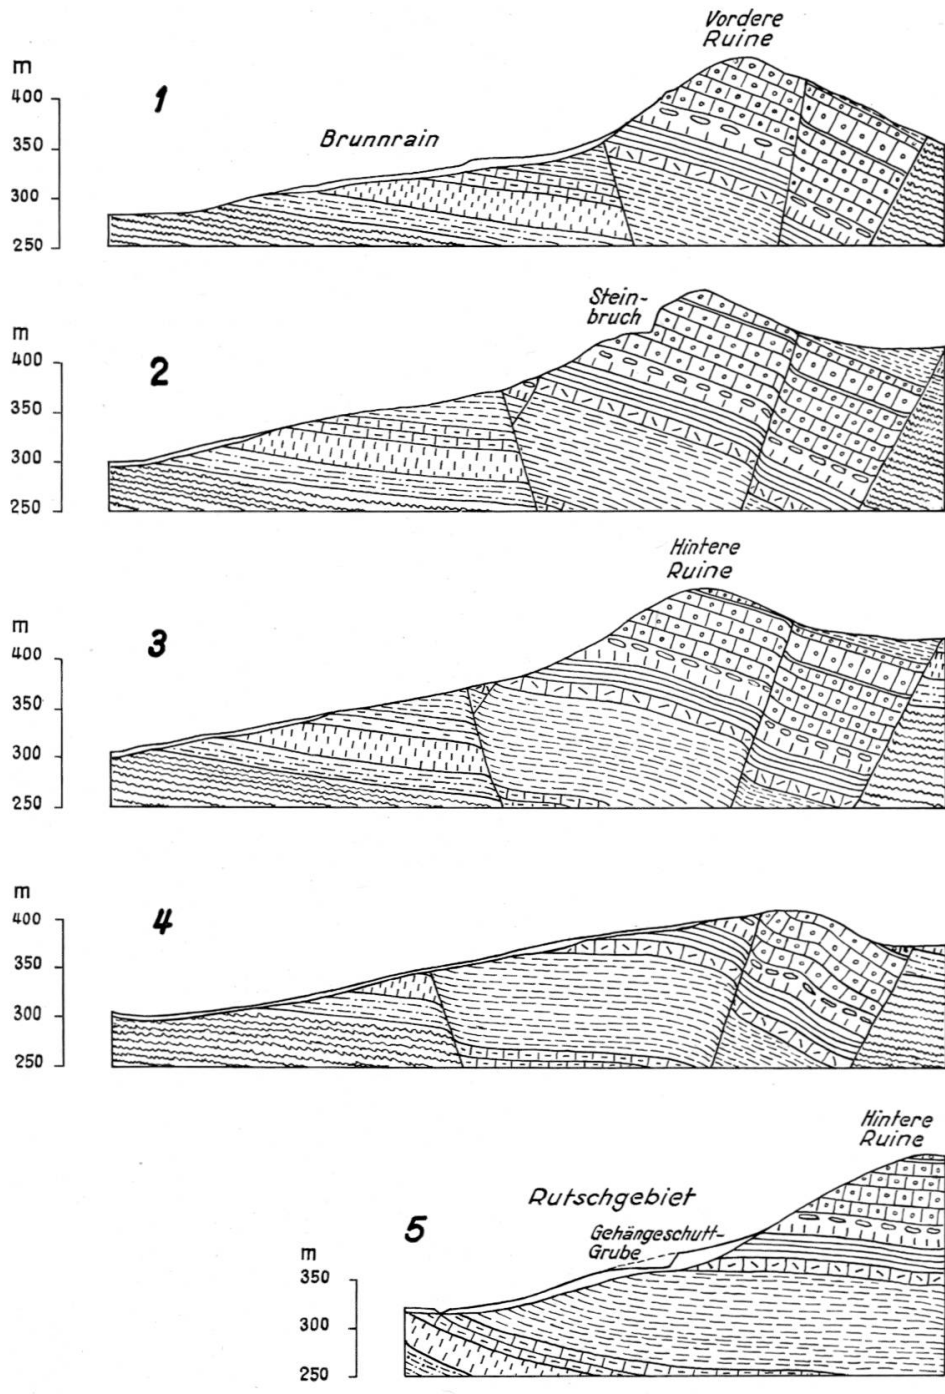 Vordere
Ruine
m
400
350
300
250
1
Brunnrain
Stein-
bruch
m
400
350
300
250
2
Hintere
Ruine
m
400
350
300
250
3
m
400
350
300
250
4
Hintere
Ruine
Rutschgebiet
5
Gehängeschutt-
Grube
m
350
300
250